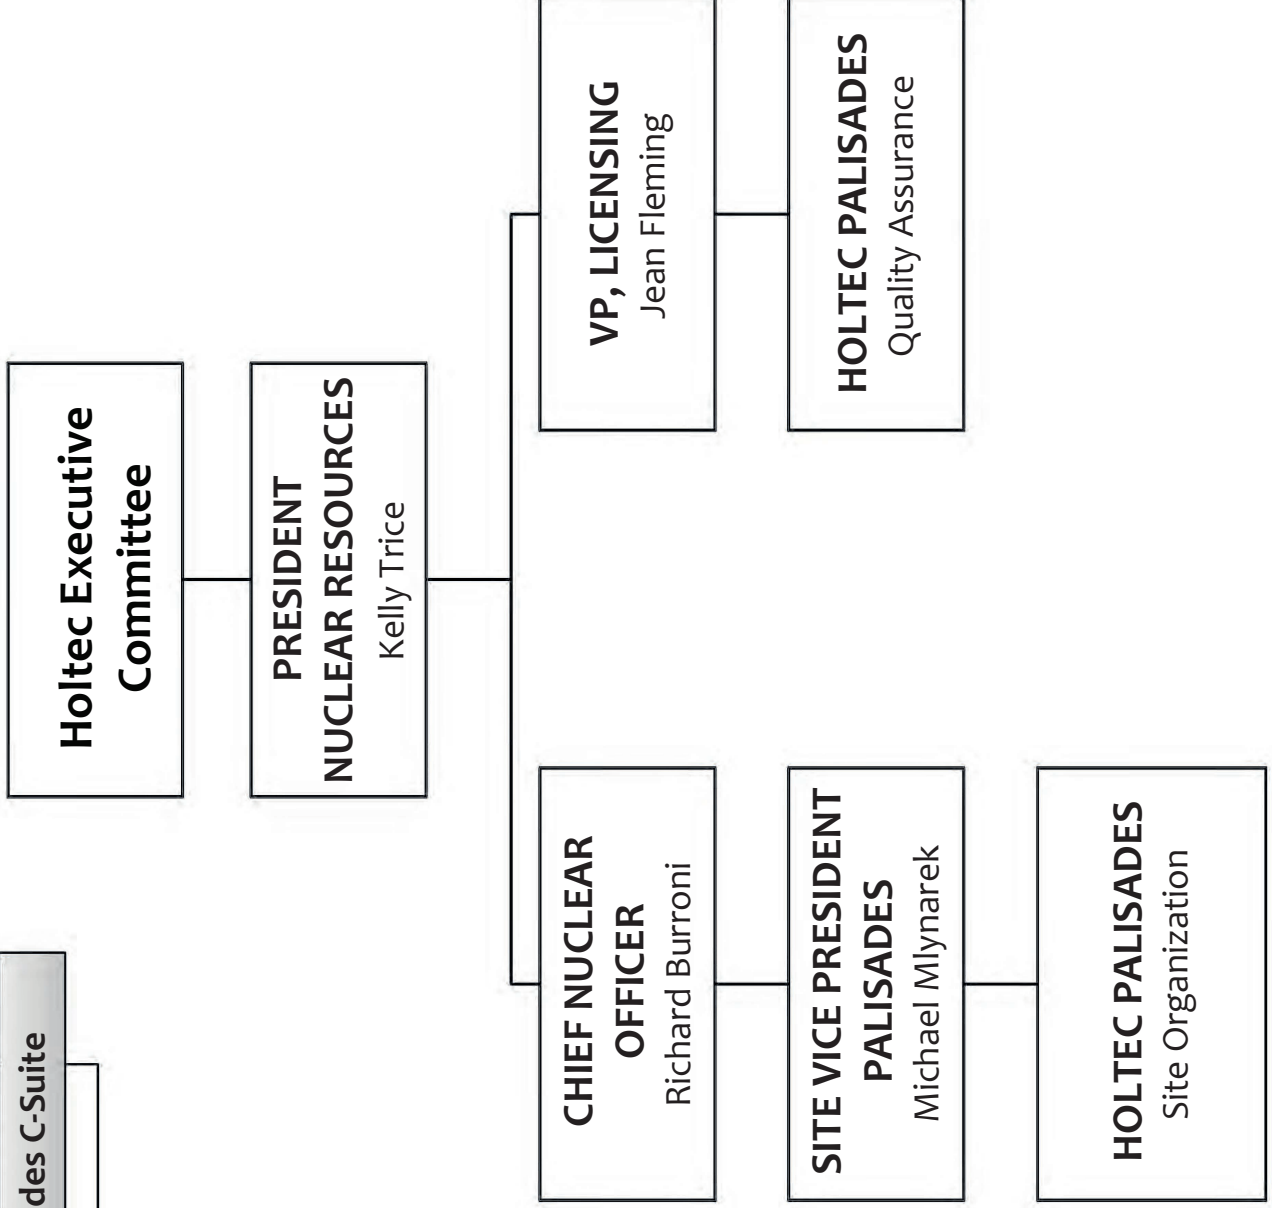 des C-Suite
Holtec Executive
Committee
PRESIDENT
NUCLEAR RESOURCES
Kelly Trice
CHIEF NUCLEAR
OFFICER
Richard Burroni
VP, LICENSING
Jean Fleming
SITE VICE PRESIDENT
PALISADES
Michael Mlynarek
HOLTEC PALISADES
Quality Assurance
HOLTEC PALISADES
Site Organization